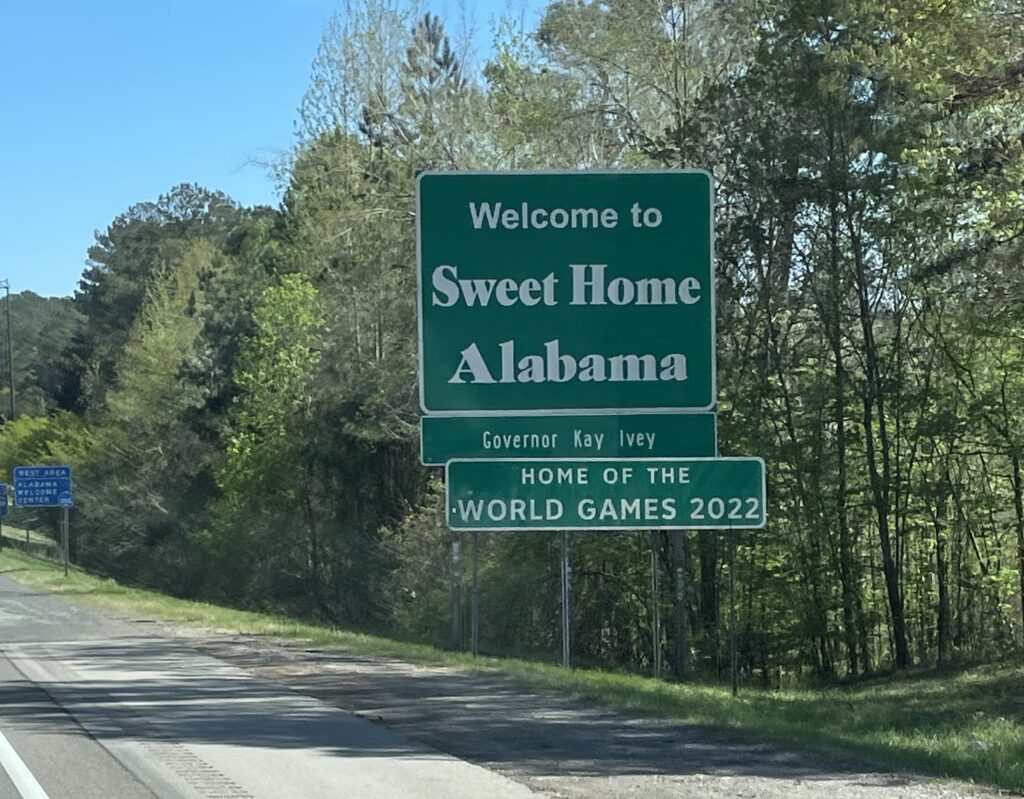 Welcome to
Sweet Home
Alabama
Governor Kay Ivey
HOME OF THE
WORLD GAMES 2022
REST AREA
ALABAMA
WELCOME
CENTER